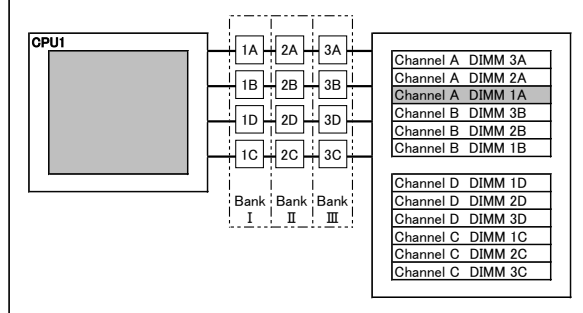 CPU1
1A 2A 3A
1B 2B 3B
1D 2D 3D
1C 2C 3C
Bank Bank Bank
Ⅰ Ⅱ Ⅲ
Channel A DIMM 3A
Channel A DIMM 2A
Channel A DIMM 1A
Channel B DIMM 3B
Channel B DIMM 2B
Channel B DIMM 1B
Channel D DIMM 1D
Channel D DIMM 2D
Channel D DIMM 3D
Channel C DIMM 1C
Channel C DIMM 2C
Channel C DIMM 3C